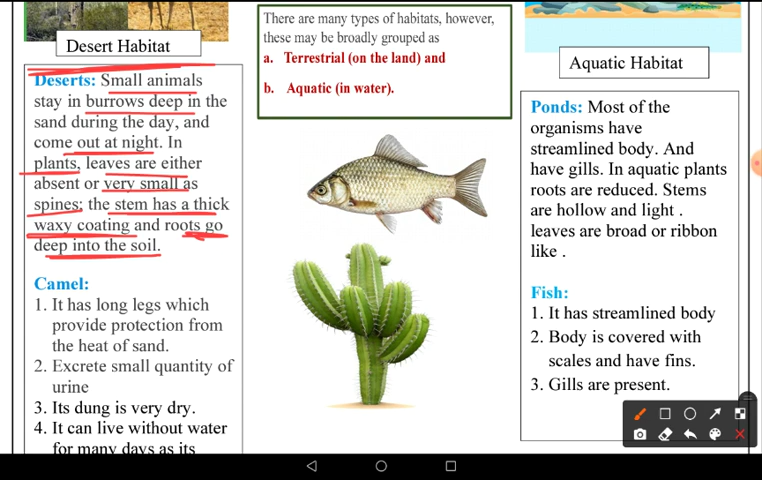 Desert Habitat
Deserts: Small animals
stay in burrows deep in the
sand during the day, and
come out at night. In
plants, leaves are either
absent or very small as
spines; the stem has a thick
waxy coating and roots go
deep into the soil.
Camel:
1. It has long legs which
provide protection from
the heat of sand.
2. Excrete small quantity of
urine
3. Its dung is very dry.
4. It can live without water
for many days as its
There are many types of habitats, however,
these may be broadly grouped as
a. Terrestrial (on the land) and
b. Aquatic (in water).
Aquatic Habitat
Ponds: Most of the
organisms have
streamlined body. And
have gills. In aquatic plants
roots are reduced. Stems
are hollow and light .
leaves are broad or ribbon
like .
Fish:
1. It has streamlined body
2. Body is covered with
scales and have fins.
3. Gills are present.